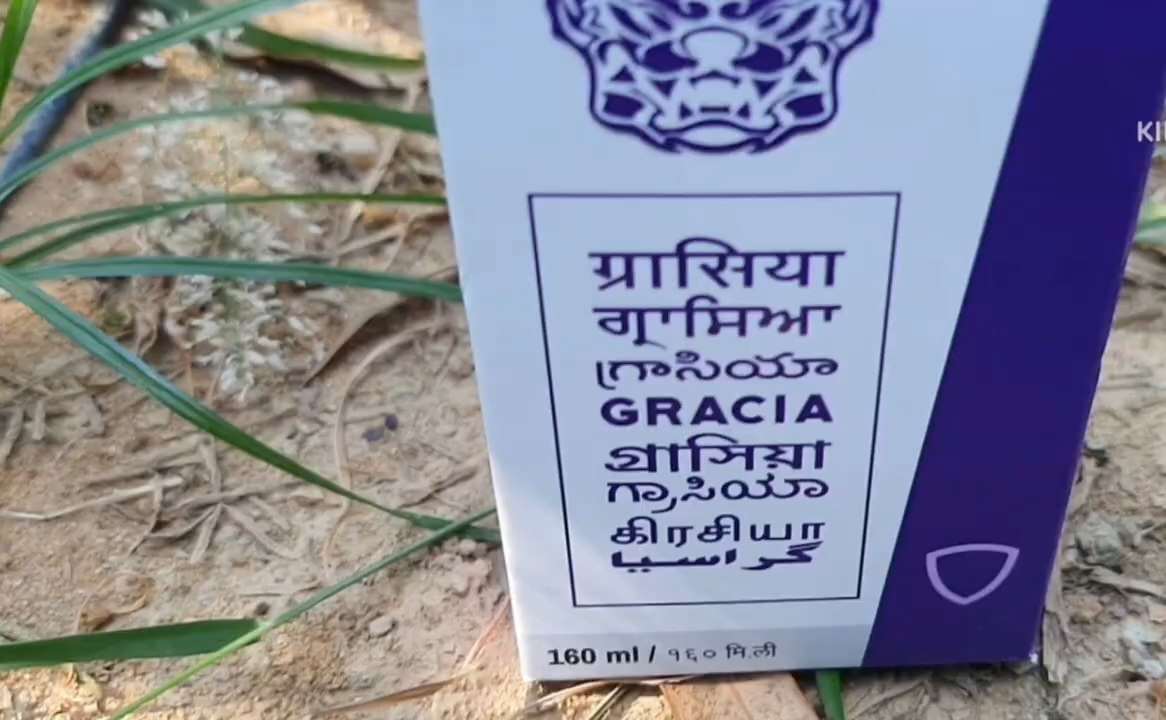 ग्रासिया
ਗ੍ਰਾਸਿਆ
గ్రాసియా
GRACIA
গ্রাসিয়া
ಗ್ರಾಸಿಯಾ
கிரசியா
گراسیا
160 ml / १६० मि.ली